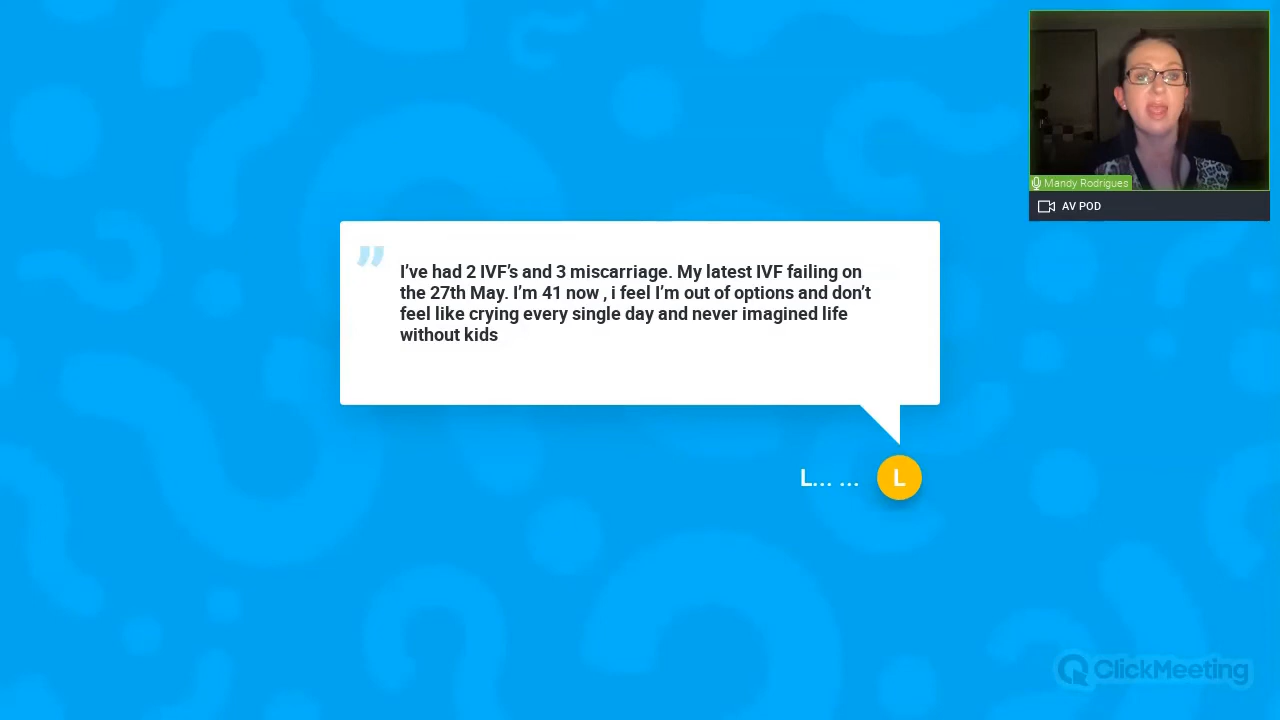 Mandy Rodrigues
AV POD
”
I’ve had 2 IVF’s and 3 miscarriage. My latest IVF failing on
the 27th May. I’m 41 now , i feel I’m out of options and don’t
feel like crying every single day and never imagined life
without kids
L... ...
L
ClickMeeting